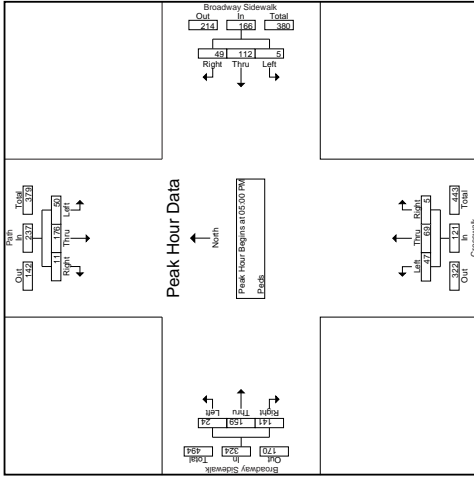 Broadway Sidewalk
Out In Total
214 166 380
49 112 5
Right Thru Left
Path
Total In Out
379 237 142
50 176 11
Left Thru Right
Peak Hour Data
North
Peak Hour Begins at 05:00 PM
Peds
Right Thru Left
5 69 47
Total In Out
443 121 322
Crosswalk
Left Thru Right
24 159 141
494 324 170
Total In Out
Broadway Sidewalk